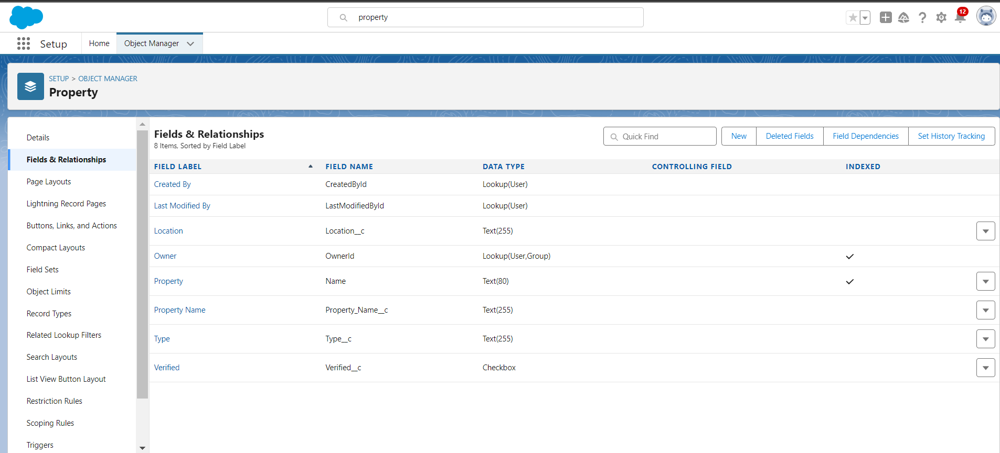 property
12
Setup
Home
Object Manager
SETUP > OBJECT MANAGER
Property
Details
Fields & Relationships
Page Layouts
Lightning Record Pages
Buttons, Links, and Actions
Compact Layouts
Field Sets
Object Limits
Record Types
Related Lookup Filters
Search Layouts
List View Button Layout
Restriction Rules
Scoping Rules
Triggers
Fields & Relationships
8 Items, Sorted by Field Label
Quick Find
New
Deleted Fields
Field Dependencies
Set History Tracking
FIELD LABEL FIELD NAME DATA TYPE CONTROLLING FIELD INDEXED
Created By CreatedById Lookup(User)
Last Modified By LastModifiedById Lookup(User)
Location Location__c Text(255)
Owner OwnerId Lookup(User,Group)
Property Name Text(80)
Property Name Property_Name__c Text(255)
Type Type__c Text(255)
Verified Verified__c Checkbox